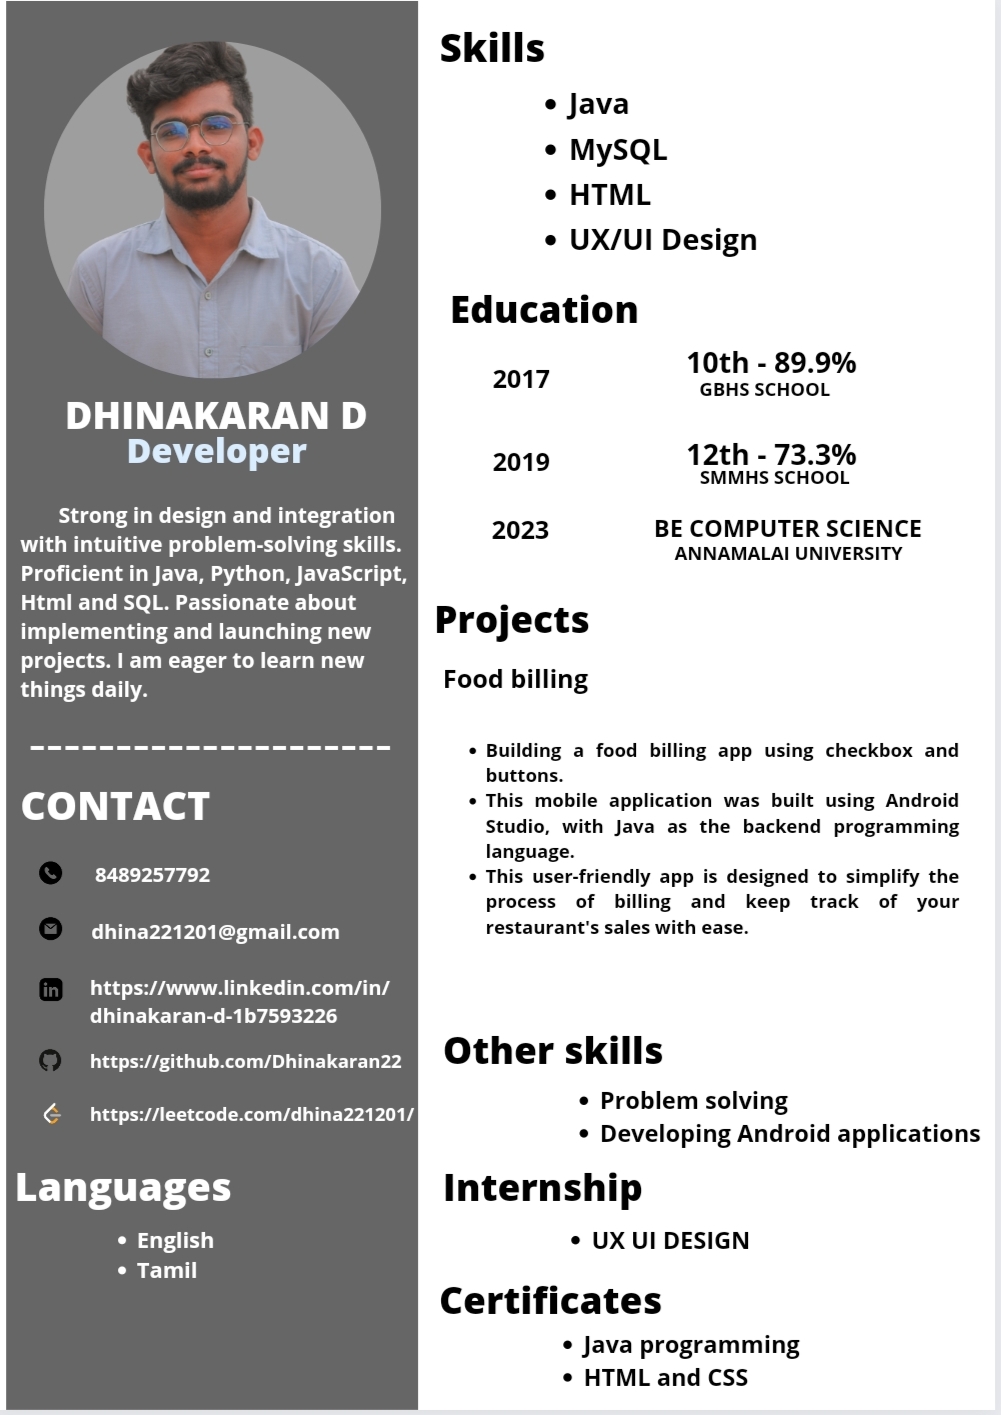 DHINAKARAN D
Developer
Strong in design and integration
with intuitive problem-solving skills.
Proficient in Java, Python, JavaScript,
Html and SQL. Passionate about
implementing and launching new
projects. I am eager to learn new
things daily.
CONTACT
8489257792
dhina221201@gmail.com
https://www.linkedin.com/in/
dhinakaran-d-1b7593226
https://github.com/Dhinakaran22
https://leetcode.com/dhina221201/
Languages
• English
• Tamil
Skills
• Java
• MySQL
• HTML
• UX/UI Design
Education
2017 10th - 89.9%
GBHS SCHOOL
2019 12th - 73.3%
SMMHS SCHOOL
2023 BE COMPUTER SCIENCE
ANNAMALAI UNIVERSITY
Projects
Food billing
• Building a food billing app using checkbox and
buttons.
• This mobile application was built using Android
Studio, with Java as the backend programming
language.
• This user-friendly app is designed to simplify the
process of billing and keep track of your
restaurant's sales with ease.
Other skills
• Problem solving
• Developing Android applications
Internship
• UX UI DESIGN
Certificates
• Java programming
• HTML and CSS